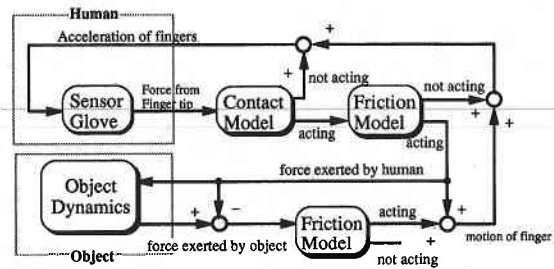 Human
Acceleration of fingers
+
+
not acting
not acting
Sensor
Glove
Force from
Finger tip
Contact
Model
acting
Friction
Model
acting
+
+
force exerted by human
Object
Dynamics
+
−
force exerted by object
Friction
Model
acting
not acting
+
+
motion of finger
Object